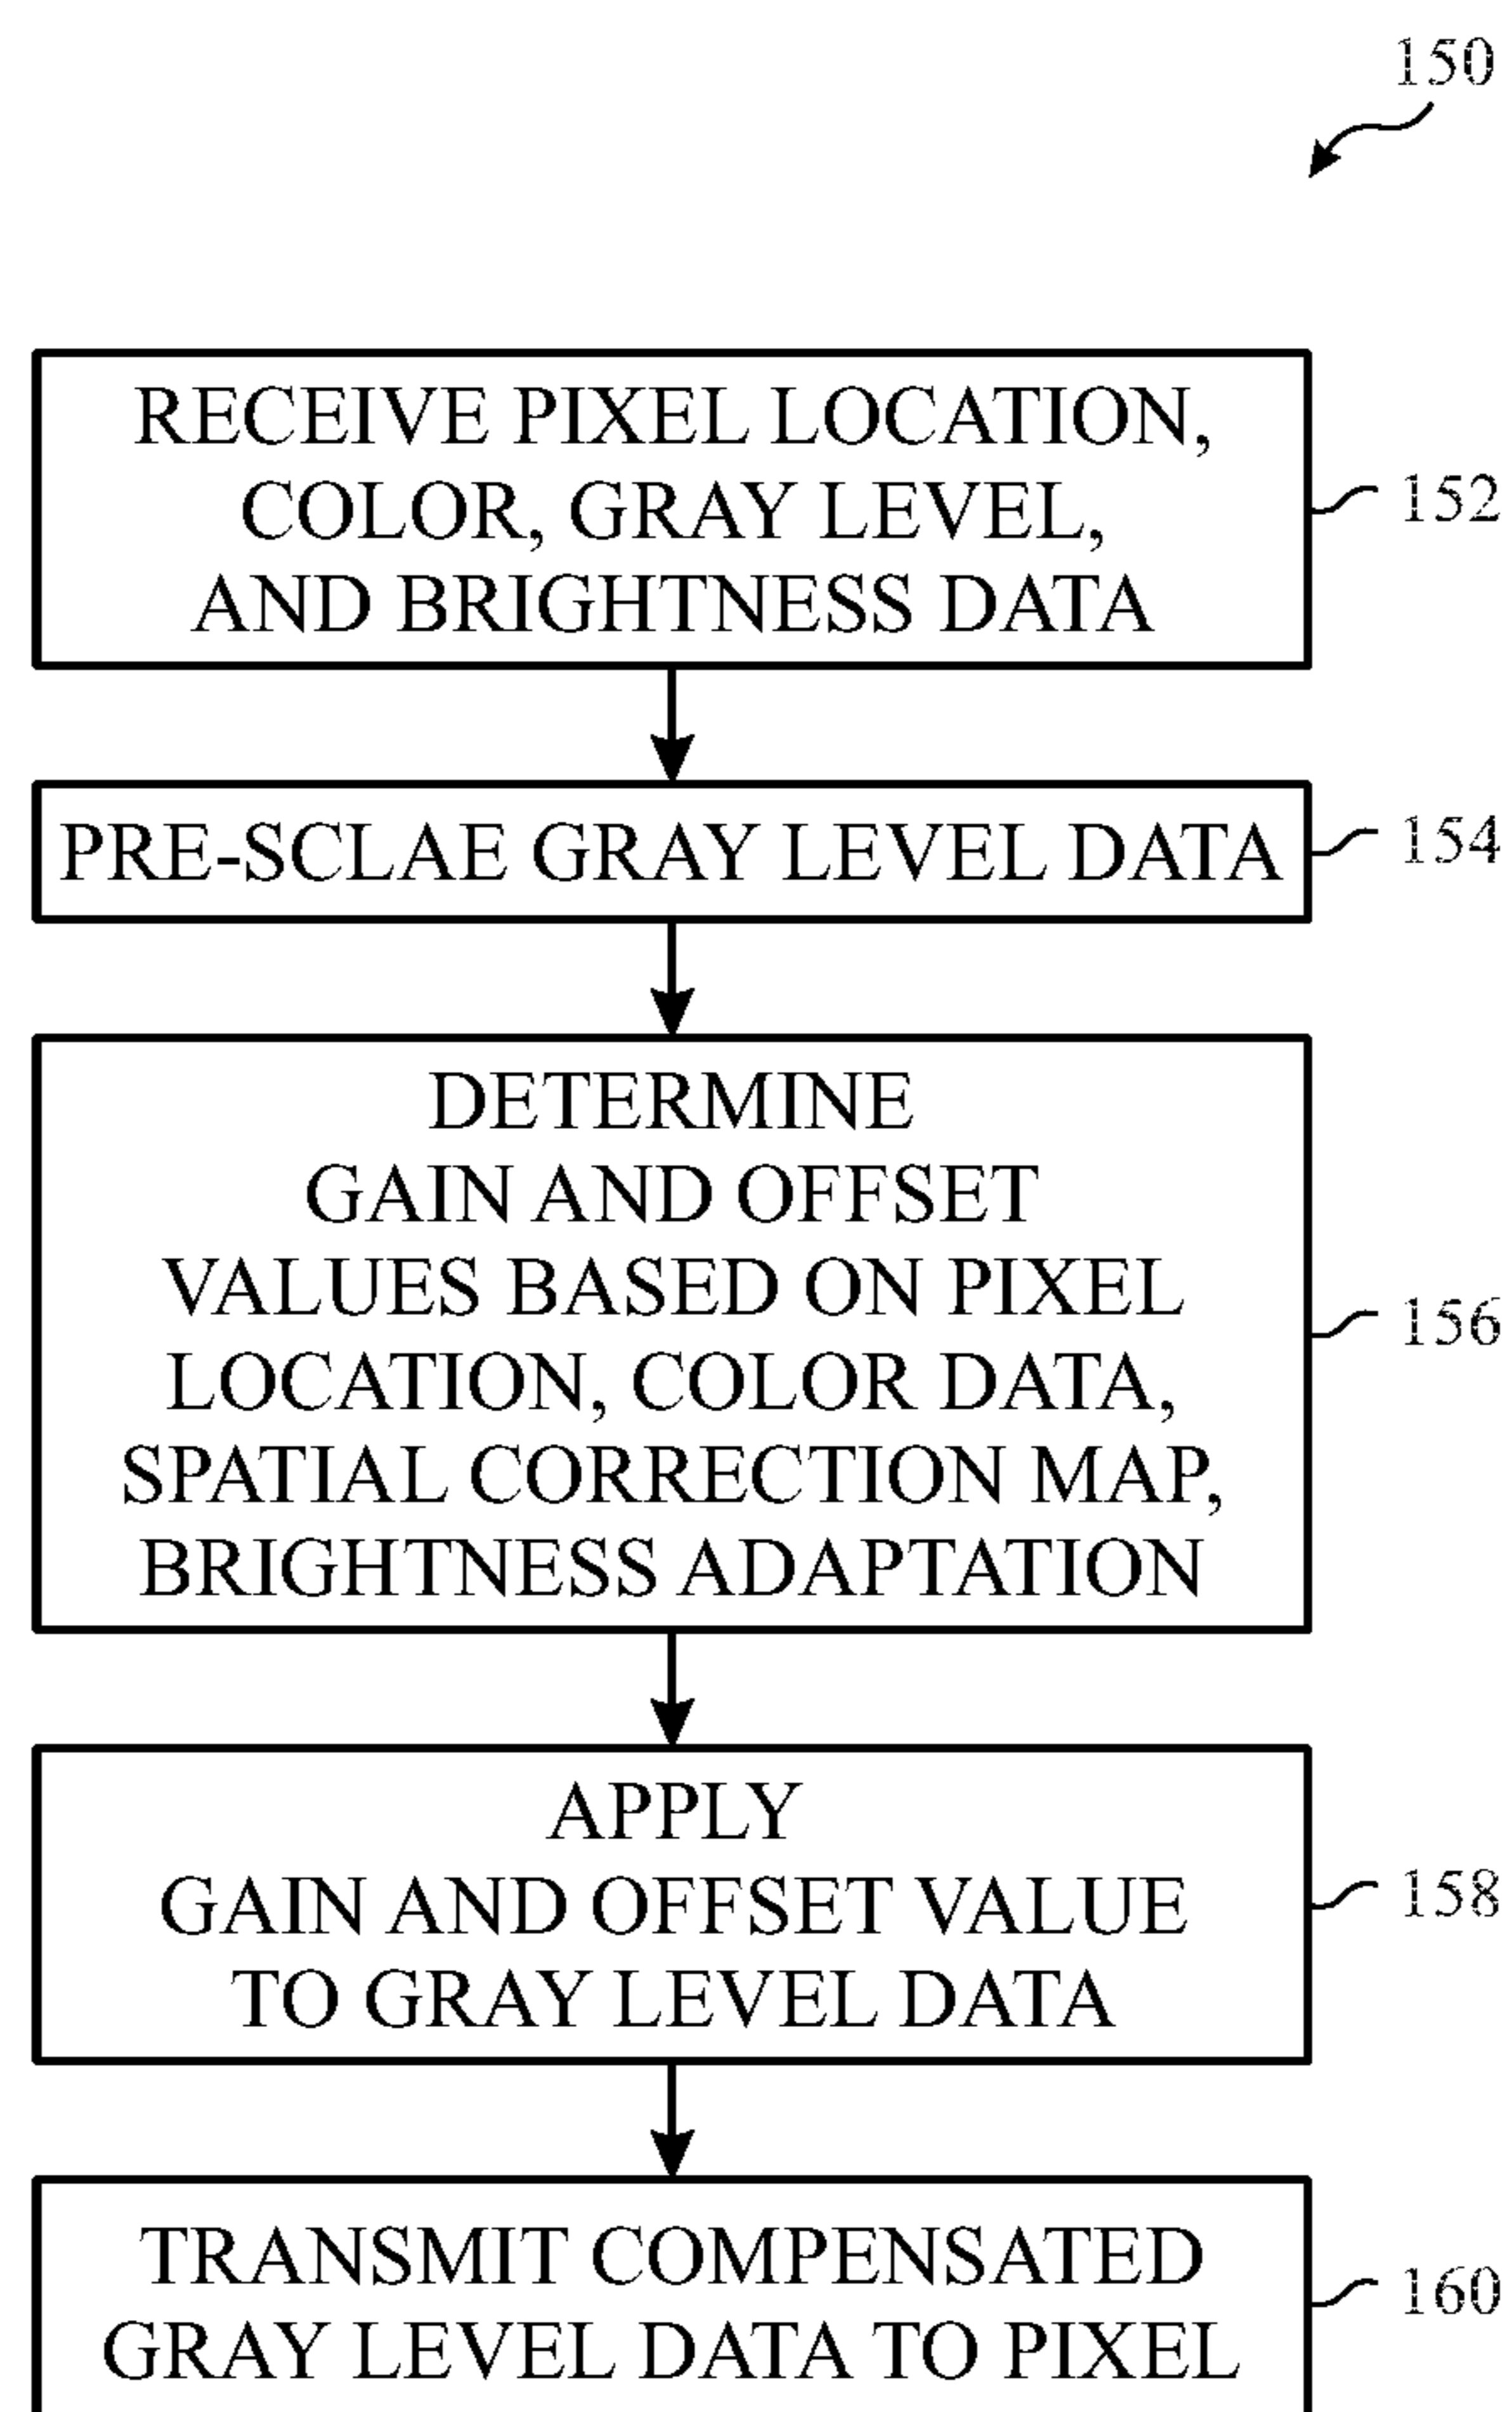 150
RECEIVE PIXEL LOCATION,
COLOR, GRAY LEVEL,
AND BRIGHTNESS DATA
152
PRE-SCLAE GRAY LEVEL DATA
154
DETERMINE
GAIN AND OFFSET
VALUES BASED ON PIXEL
LOCATION, COLOR DATA,
SPATIAL CORRECTION MAP,
BRIGHTNESS ADAPTATION
156
APPLY
GAIN AND OFFSET VALUE
TO GRAY LEVEL DATA
158
TRANSMIT COMPENSATED
GRAY LEVEL DATA TO PIXEL
160